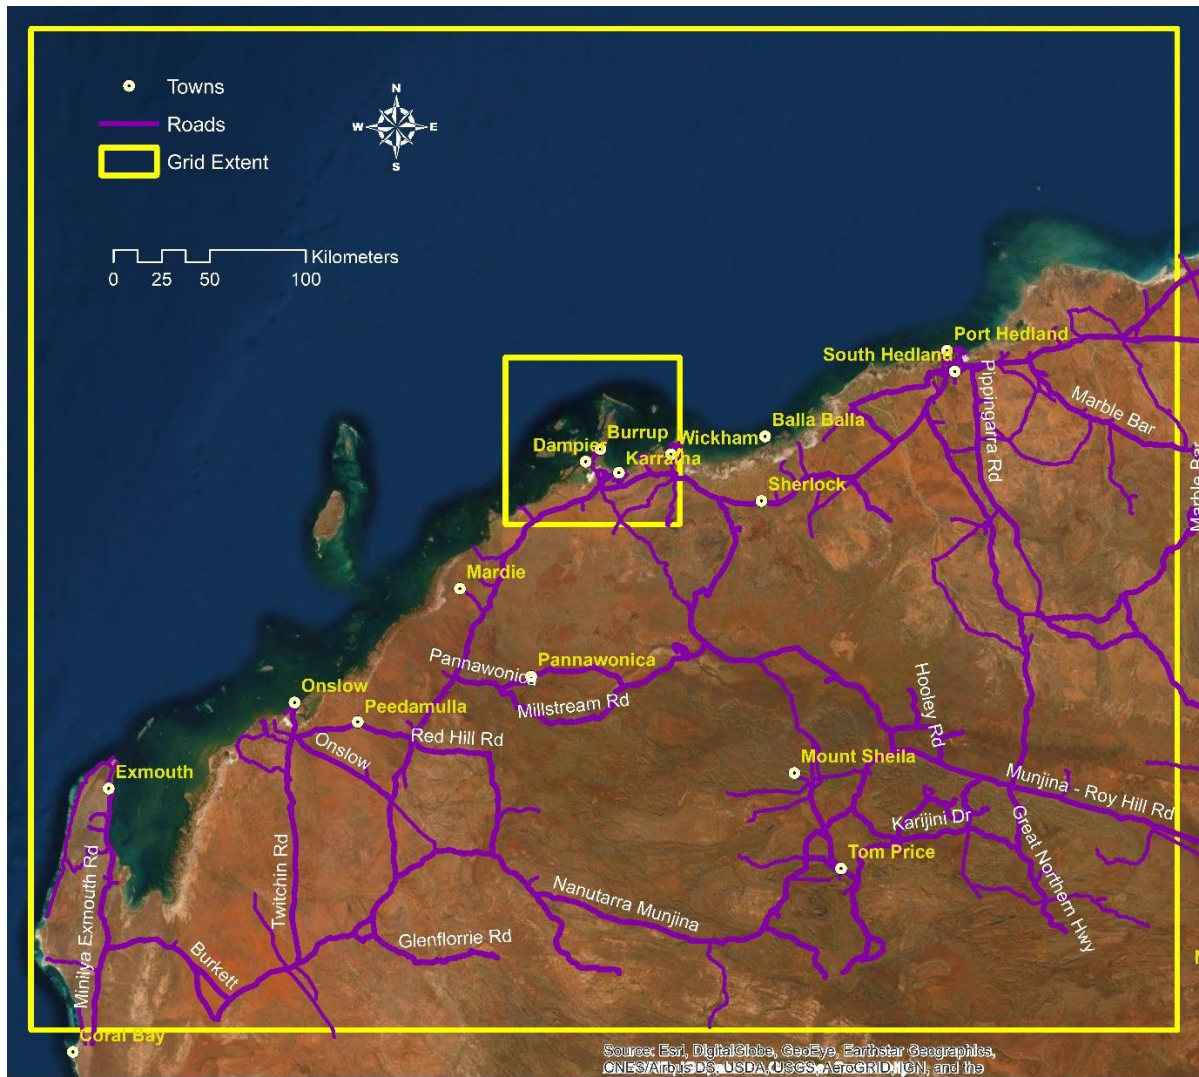 Towns
Roads
Grid Extent
N
W E
S
Kilometers
0 25 50 100
Port Hedland
South Hedland
Pippingarra Rd
Marble Bar
Balla Balla
Burrup
Wickham
Dampier
Karratha
Sherlock
Marble Bar
Mardie
Pannawonica
Pannawonica
Hooley Rd
Onslow
Millstream Rd
Peedamulla
Red Hill Rd
Onslow
Exmouth
Mount Sheila
Munjina - Roy Hill Rd
Karijini Dr
Great Northern Hwy
Tom Price
Twitchin Rd
Minilya Exmouth Rd
Nanutarra Munjina
Glenflorrie Rd
Burkett
N
Coral Bay
Source: Esri, DigitalGlobe, GeoEye, Earthstar Geographics,
CNES/Airbus DS, USDA, USGS, AeroGRID, IGN, and the